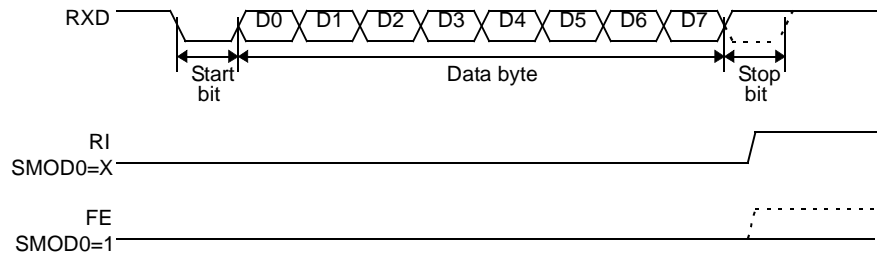 RXD D0 D1 D2 D3 D4 D5 D6 D7
Start bit
Data byte
Stop bit
RI
SMOD0=X
FE
SMOD0=1